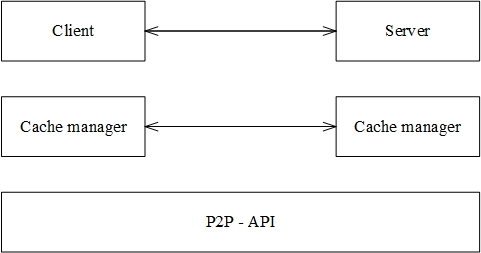 Client
Server
Cache manager
Cache manager
P2P - API